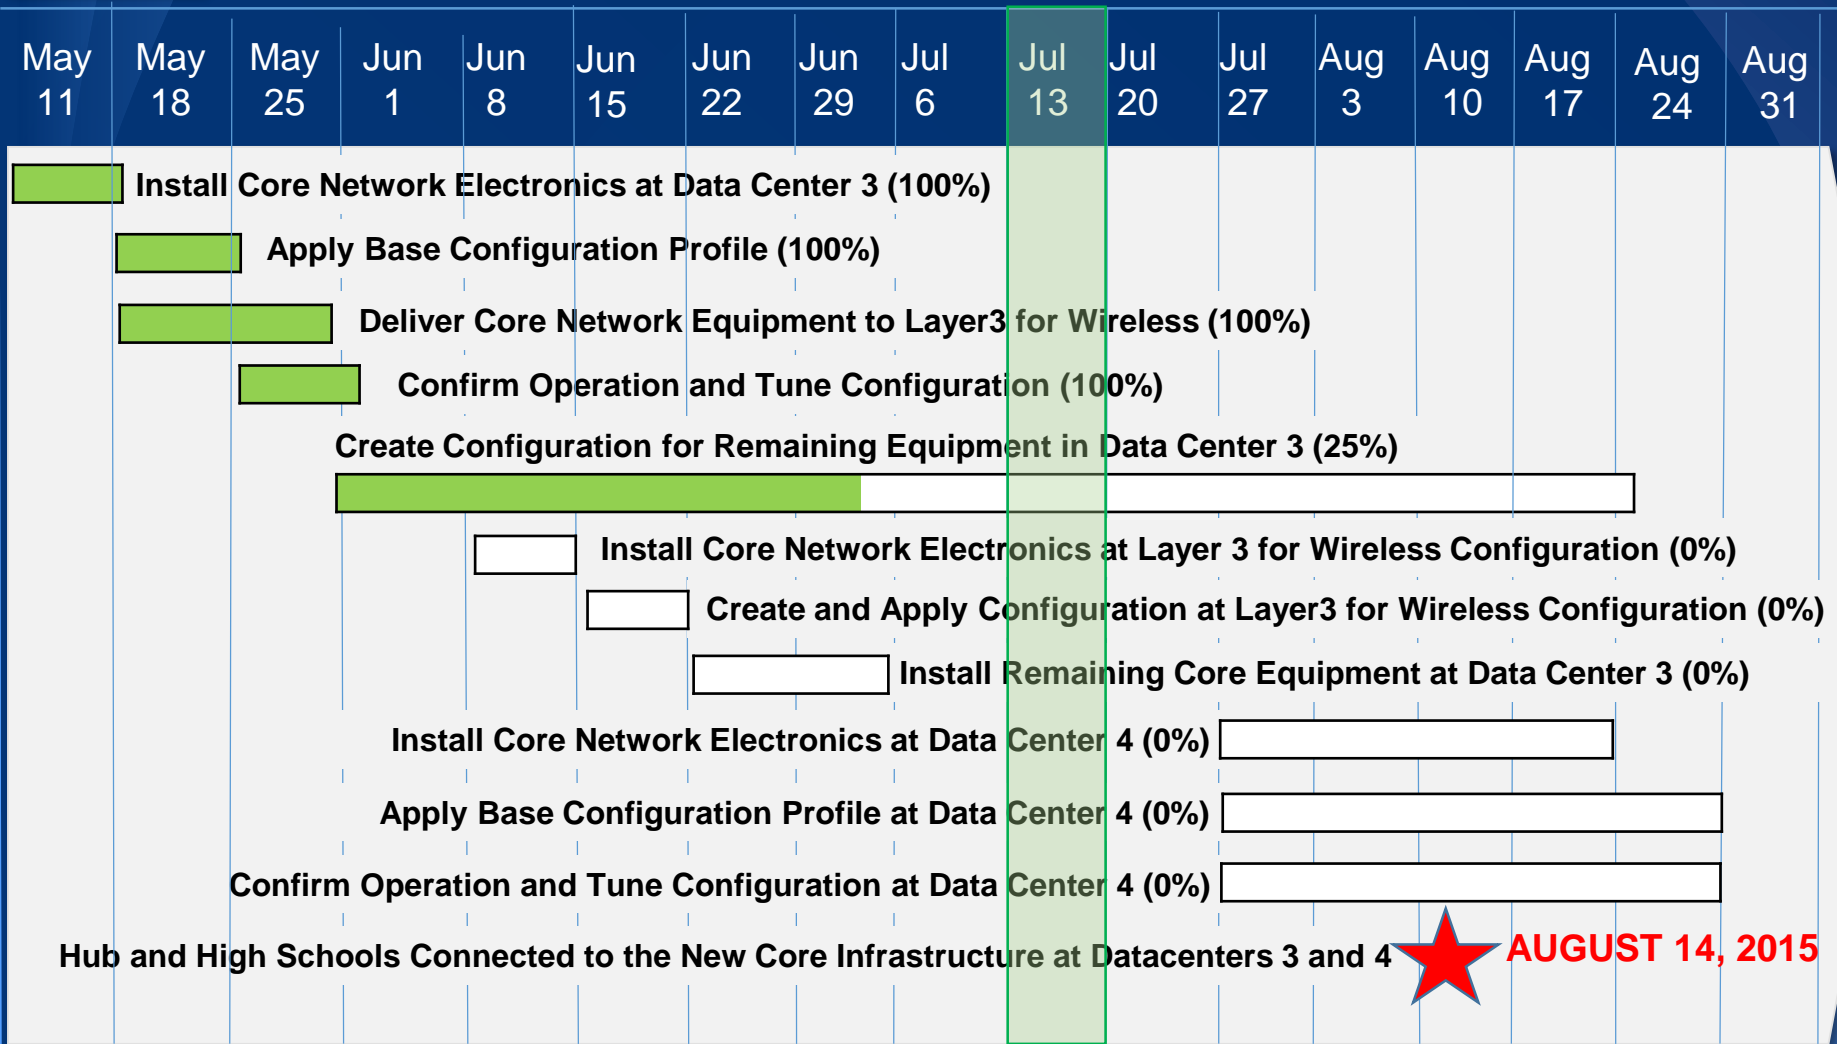 May 11 May 18 May 25 Jun 1 Jun 8 Jun 15 Jun 22 Jun 29 Jul 6 Jul 13 Jul 20 Jul 27 Aug 3 Aug 10 Aug 17 Aug 24 Aug 31
Install Core Network Electronics at Data Center 3 (100%)
Apply Base Configuration Profile (100%)
Deliver Core Network Equipment to Layer3 for Wireless (100%)
Confirm Operation and Tune Configuration (100%)
Create Configuration for Remaining Equipment in Data Center 3 (25%)
Install Core Network Electronics at Layer 3 for Wireless Configuration (0%)
Create and Apply Configuration at Layer3 for Wireless Configuration (0%)
Install Remaining Core Equipment at Data Center 3 (0%)
Install Core Network Electronics at Data Center 4 (0%)
Apply Base Configuration Profile at Data Center 4 (0%)
Confirm Operation and Tune Configuration at Data Center 4 (0%)
Hub and High Schools Connected to the New Core Infrastructure at Datacenters 3 and 4
AUGUST 14, 2015